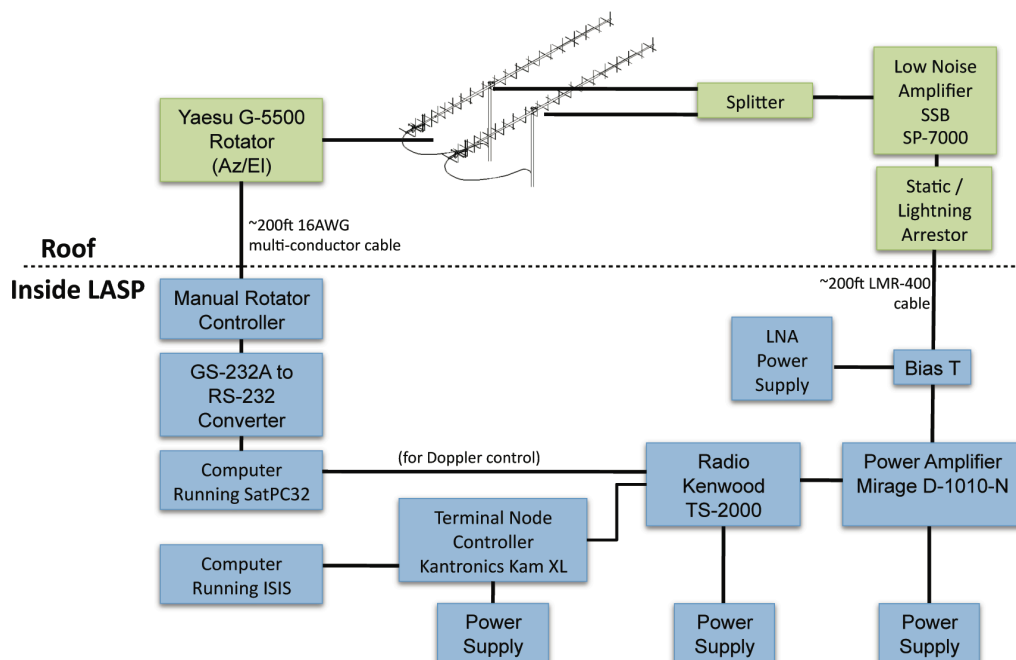 Yaesu G-5500
Rotator
(Az/El)
Splitter
Low Noise
Amplifier
SSB
SP-7000
Static /
Lightning
Arrestor
~200ft 16AWG
multi-conductor cable
Roof
Inside LASP
~200ft LMR-400
cable
Manual Rotator
Controller
LNA
Power
Supply
Bias T
GS-232A to
RS-232
Converter
Computer
Running SatPC32
(for Doppler control)
Radio
Kenwood
TS-2000
Power Amplifier
Mirage D-1010-N
Terminal Node
Controller
Kantronics Kam XL
Computer
Running ISIS
Power
Supply
Power
Supply
Power
Supply